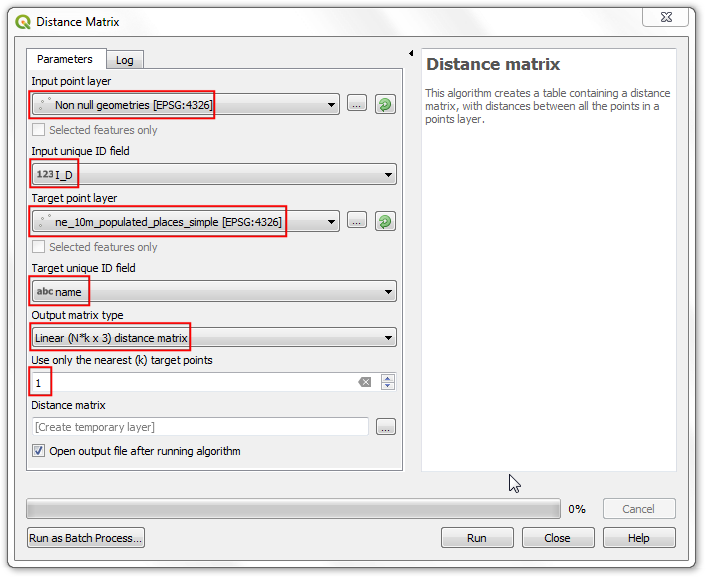 Distance Matrix
Parameters
Log
Input point layer
Non null geometries [EPSG:4326]
...
Selected features only
Input unique ID field
123 I_D
Target point layer
ne_10m_populated_places_simple [EPSG:4326]
...
Selected features only
Target unique ID field
abc name
Output matrix type
Linear (N*k x 3) distance matrix
Use only the nearest (k) target points
1
Distance matrix
[Create temporary layer]
...
Open output file after running algorithm
Distance matrix
This algorithm creates a table containing a distance
matrix, with distances between all the points in a
points layer.
0%
Cancel
Run as Batch Process...
Run
Close
Help